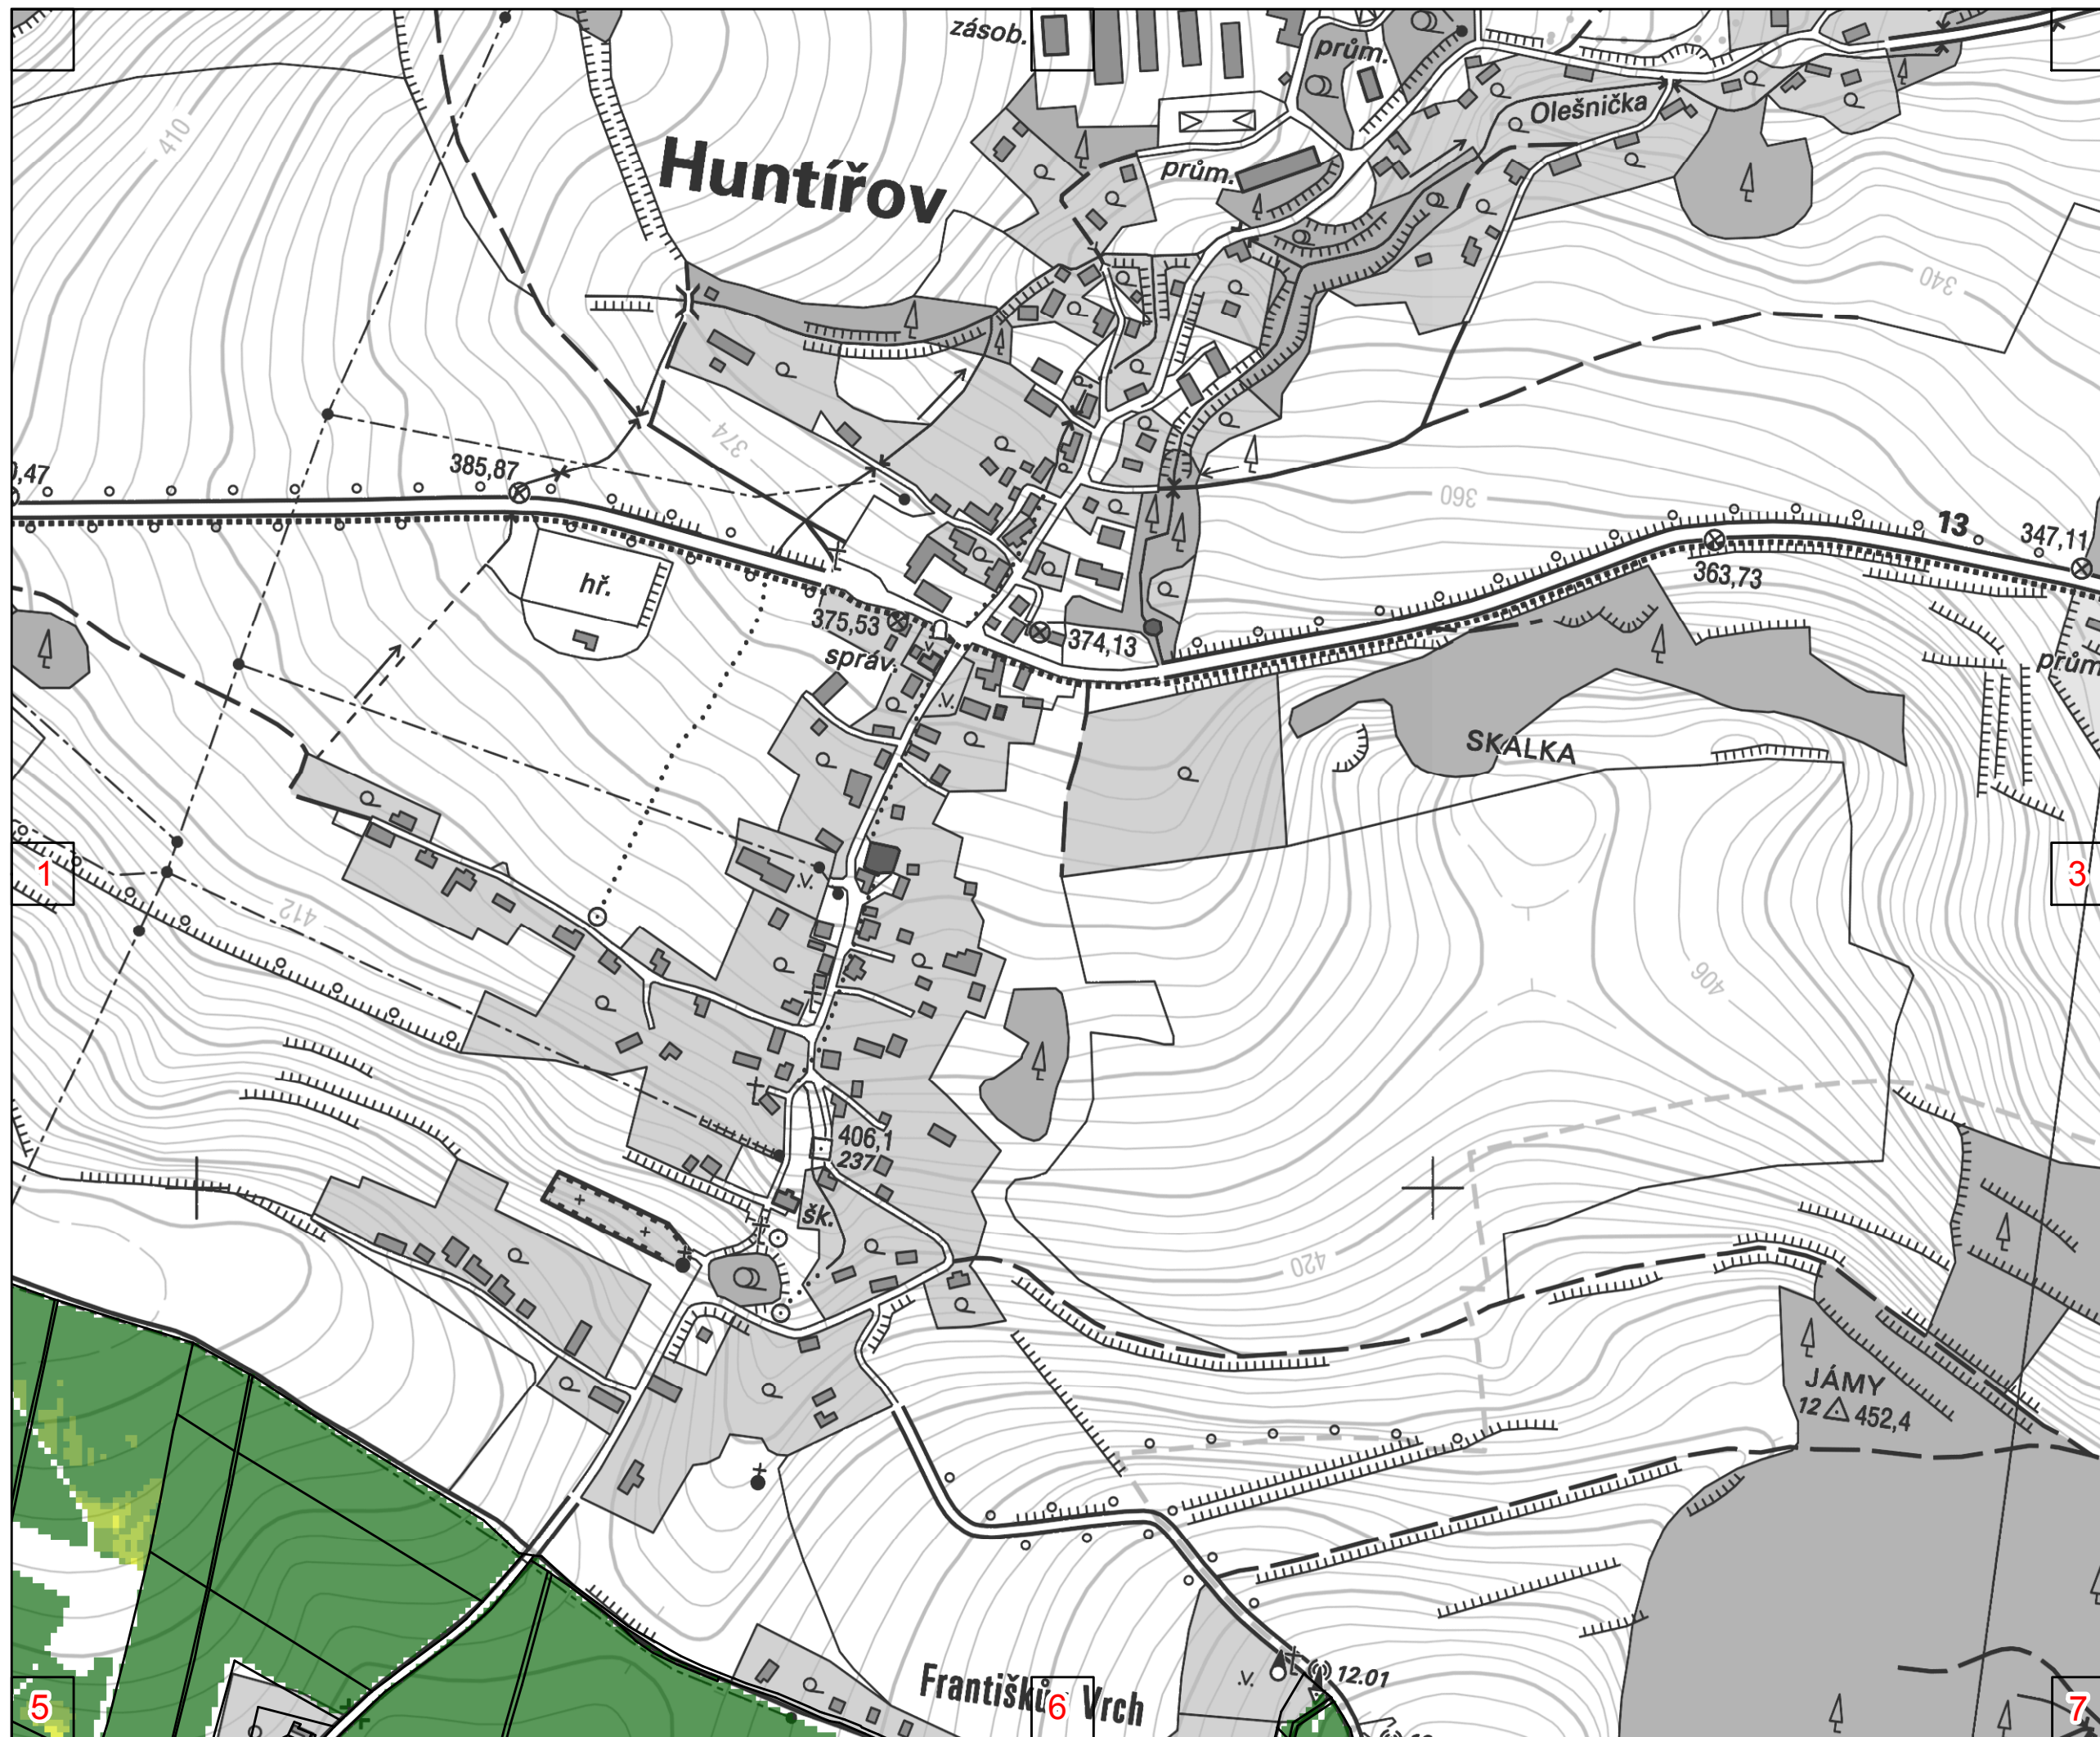 zásob.
prům.
Olešnička
410
Huntířov
prům.
340
374
,47
385,87
360
13
347,11
hř.
363,73
375,53
374,13
správ.
prům
SKALKA
1
3
412
406
406,1
237
šk.
420
JÁMY
12 452,4
Františkův Vrch
12.01
5
6
7